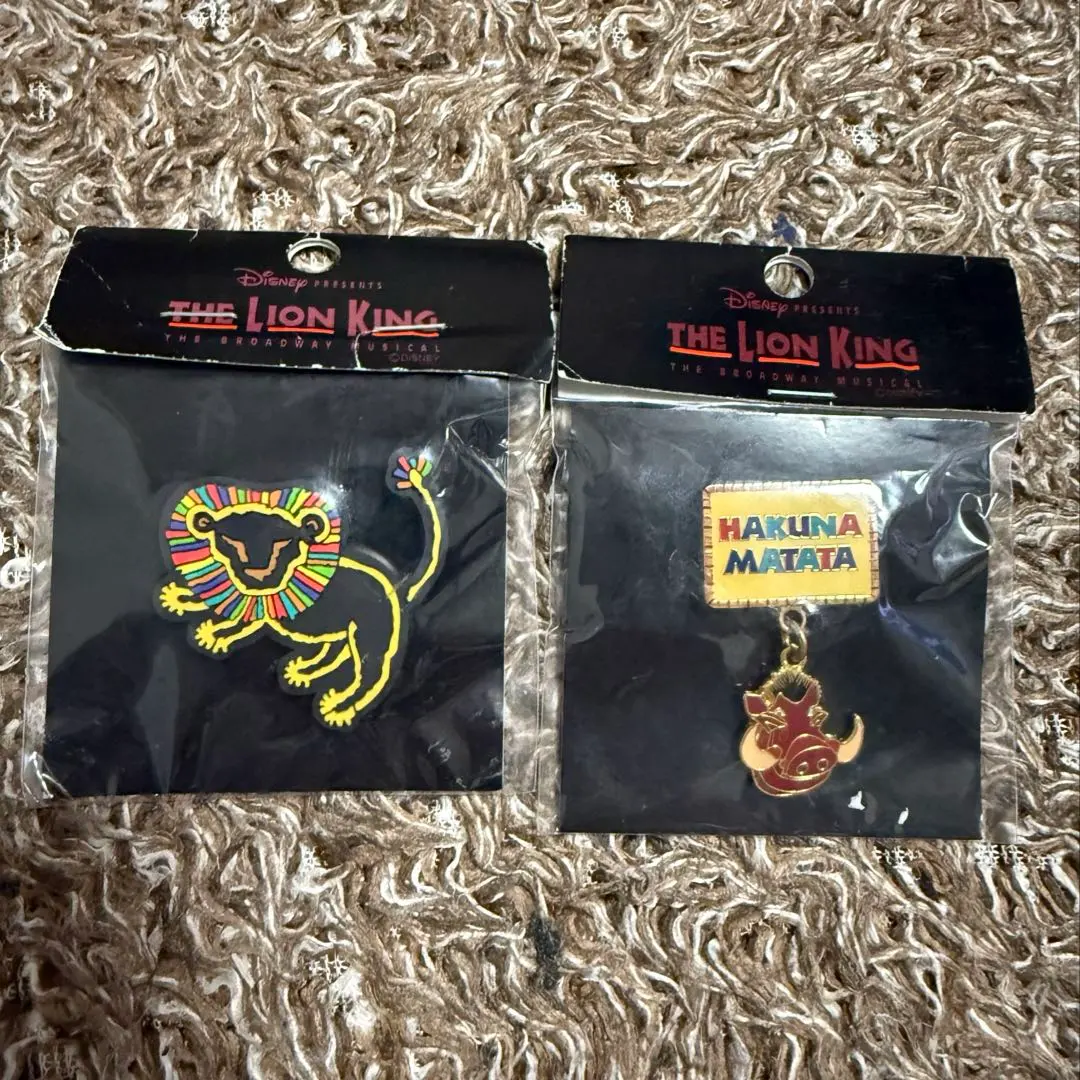 Disney PRESENTS
THE LION KING
THE BROADWAY MUSICAL
©DISNEY
Disney PRESENTS
THE LION KING
THE BROADWAY MUSICAL
©DISNEY
HAKUNA
MATATA